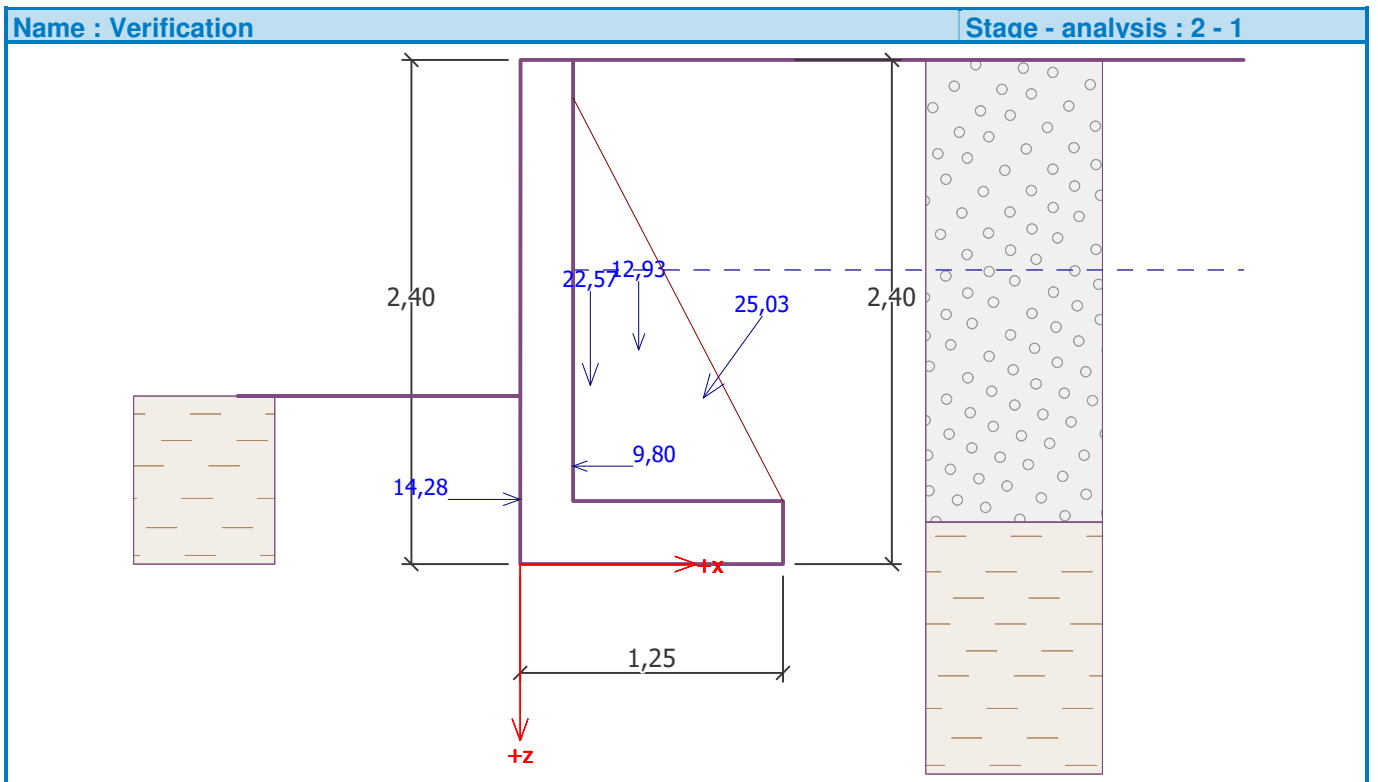 Name : Verification Stage - analysis : 2 - 1
22,57 12,93
2,40 25,03 2,40
9,80
14,28
+x
1,25
+z